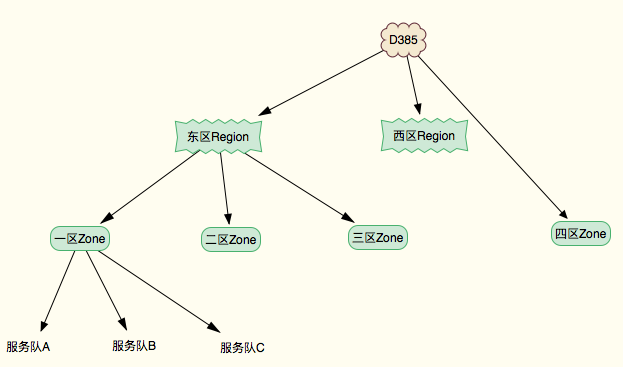 D385
东区Region
西区Region
一区Zone
二区Zone
三区Zone
四区Zone
服务队A
服务队B
服务队C